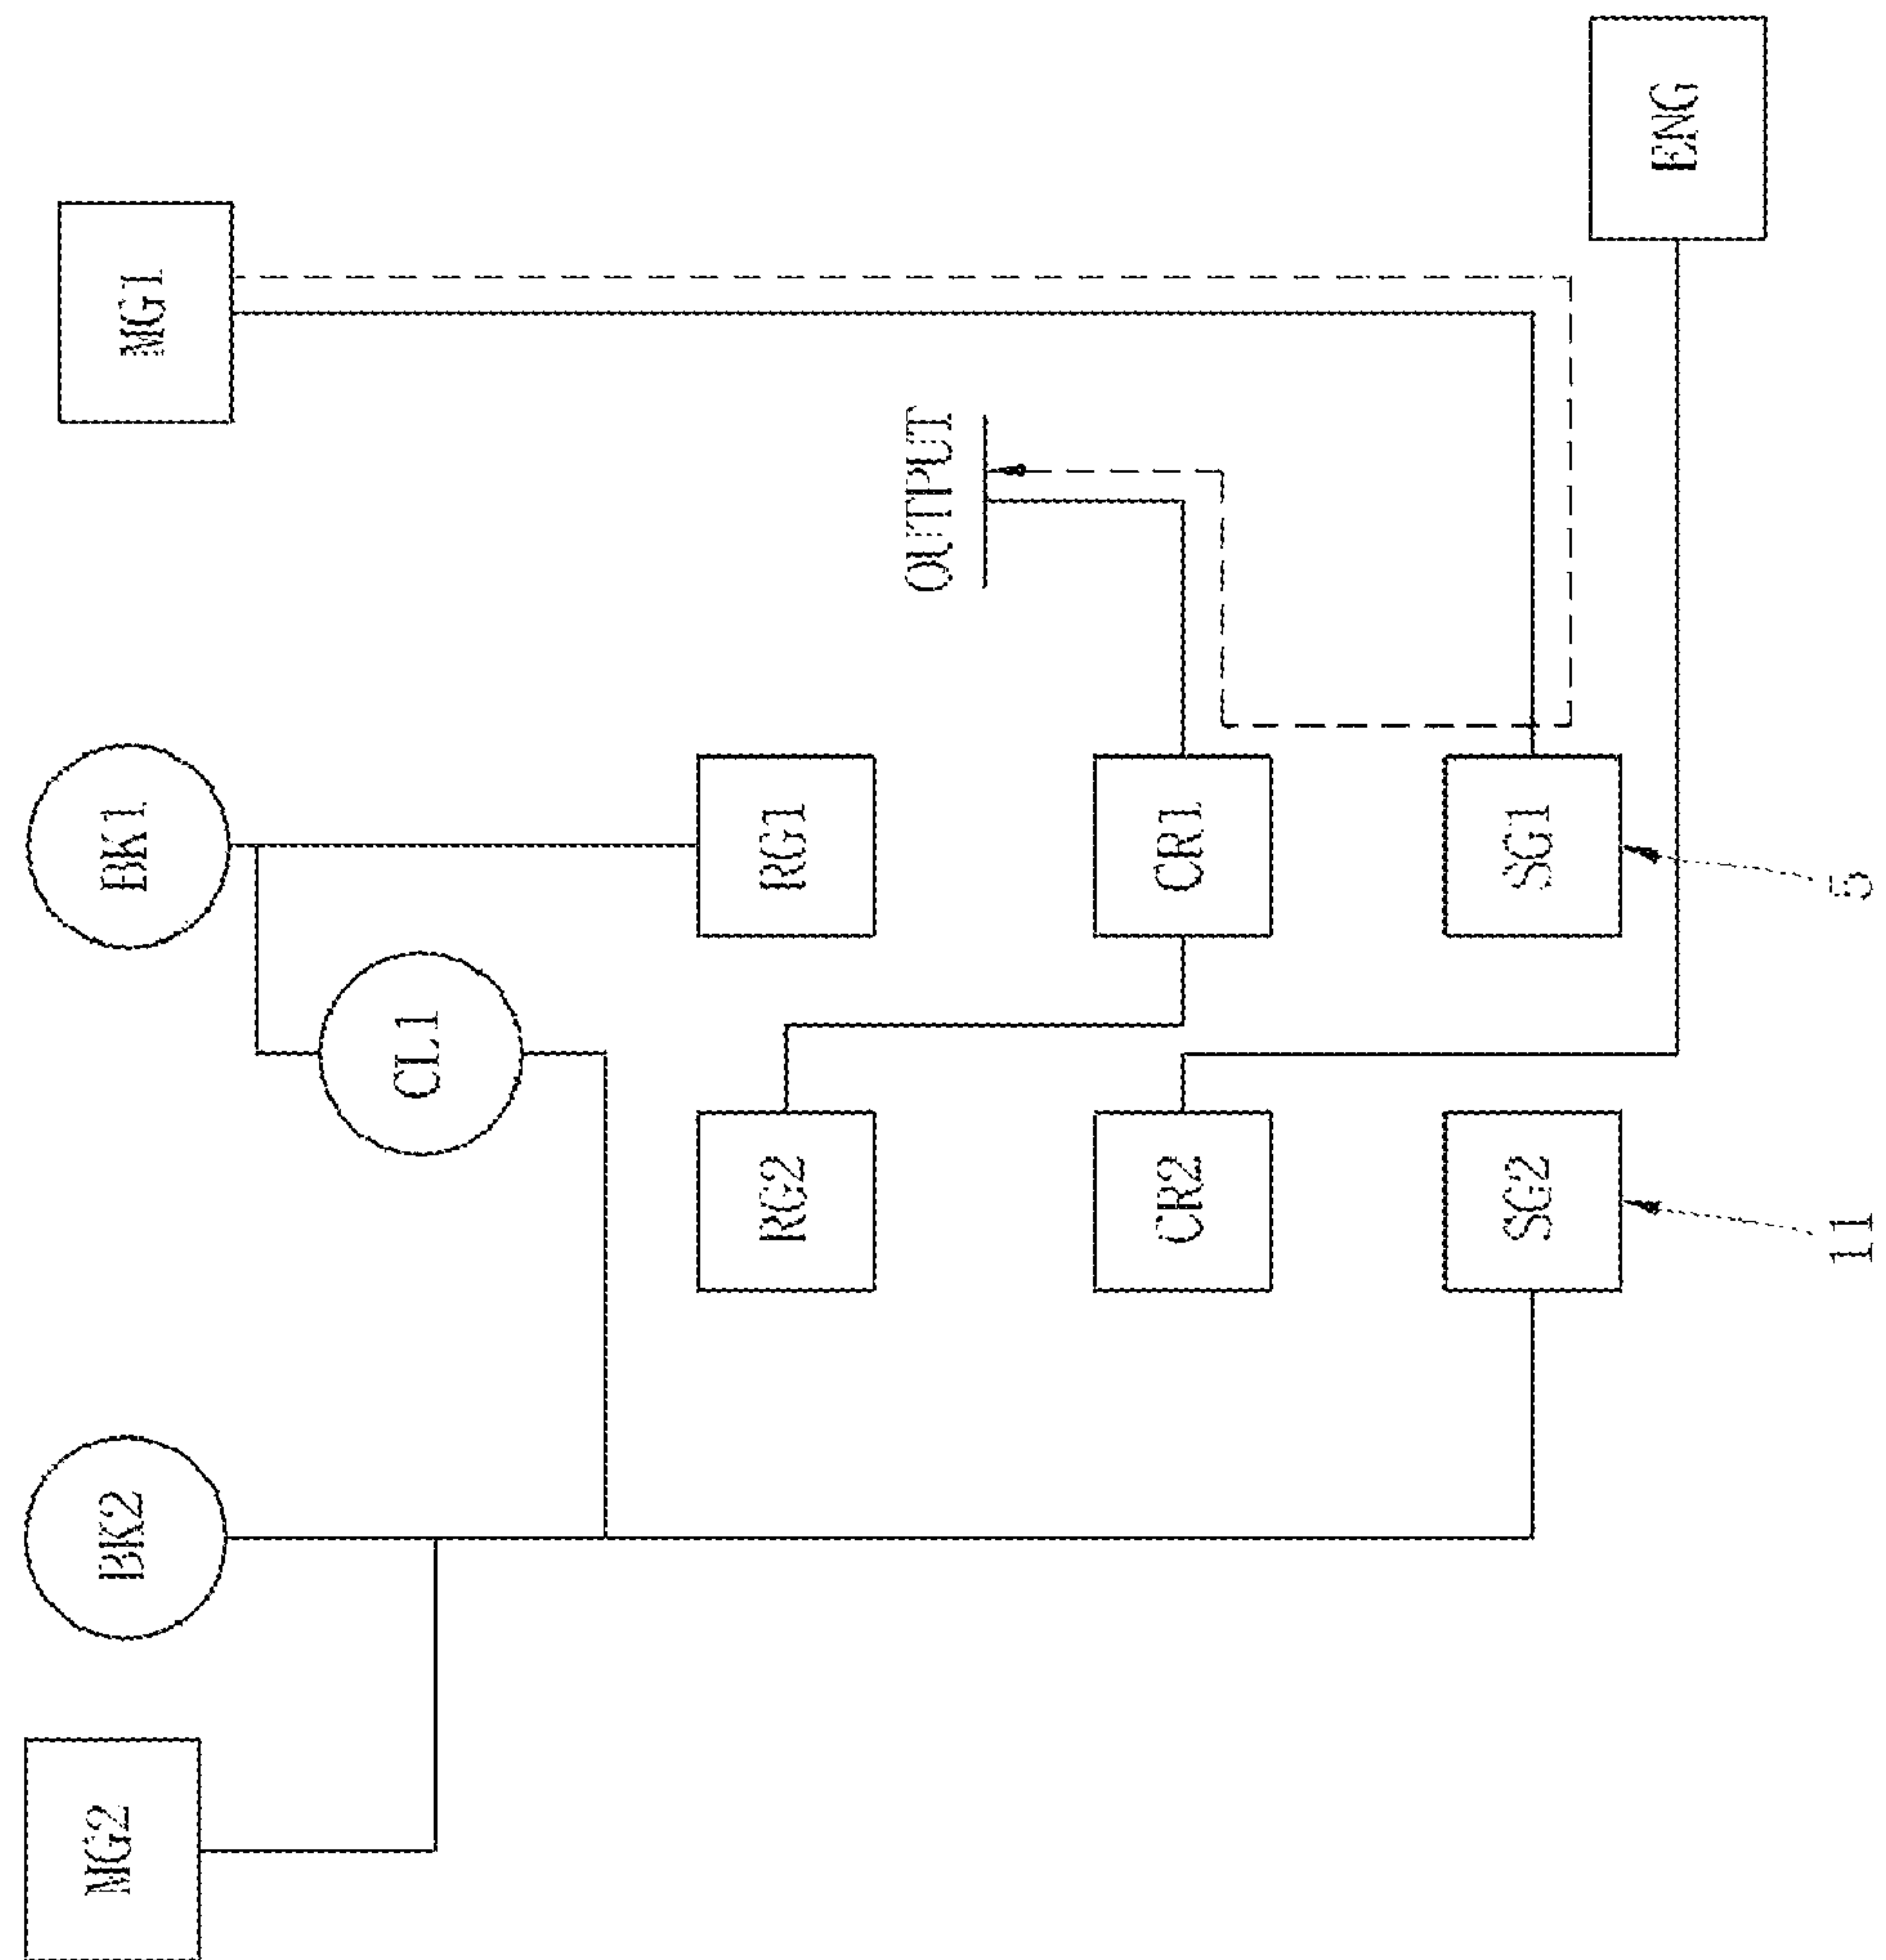 MG2
BK2
BK1
MG1
CL1
RG2
RG1
OUTPUT
CR2
CR1
SG2
SG1
ENG
11
5